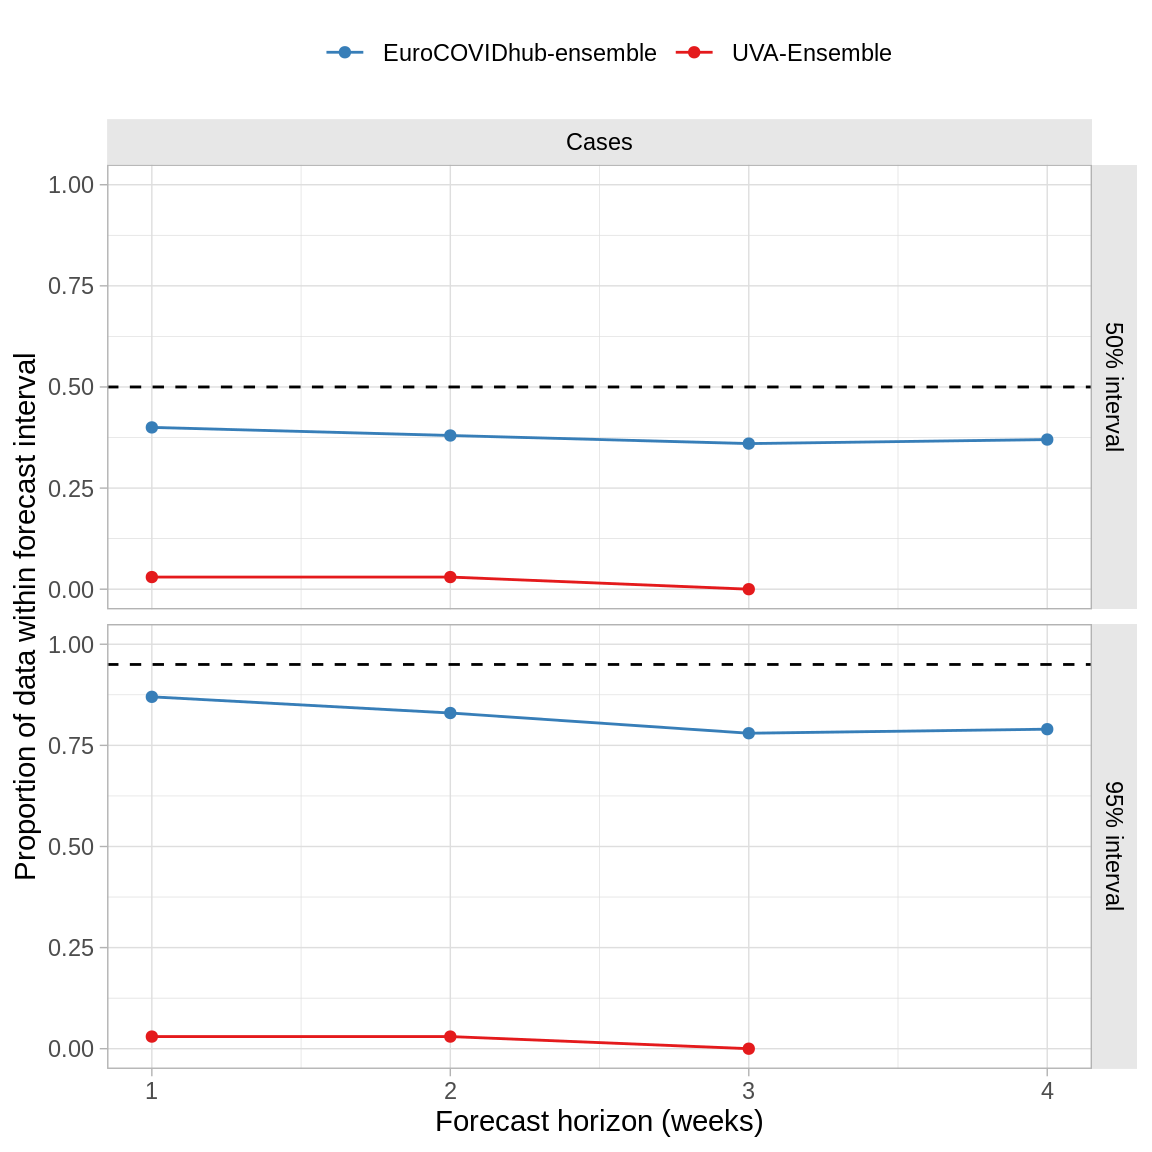 EuroCOVIDhub-ensemble UVA-Ensemble
Cases
Proportion of data within forecast interval
1.00
0.75
0.50
0.25
0.00
50% interval
1.00
0.75
0.50
0.25
0.00
95% interval
1 2 3 4
Forecast horizon (weeks)